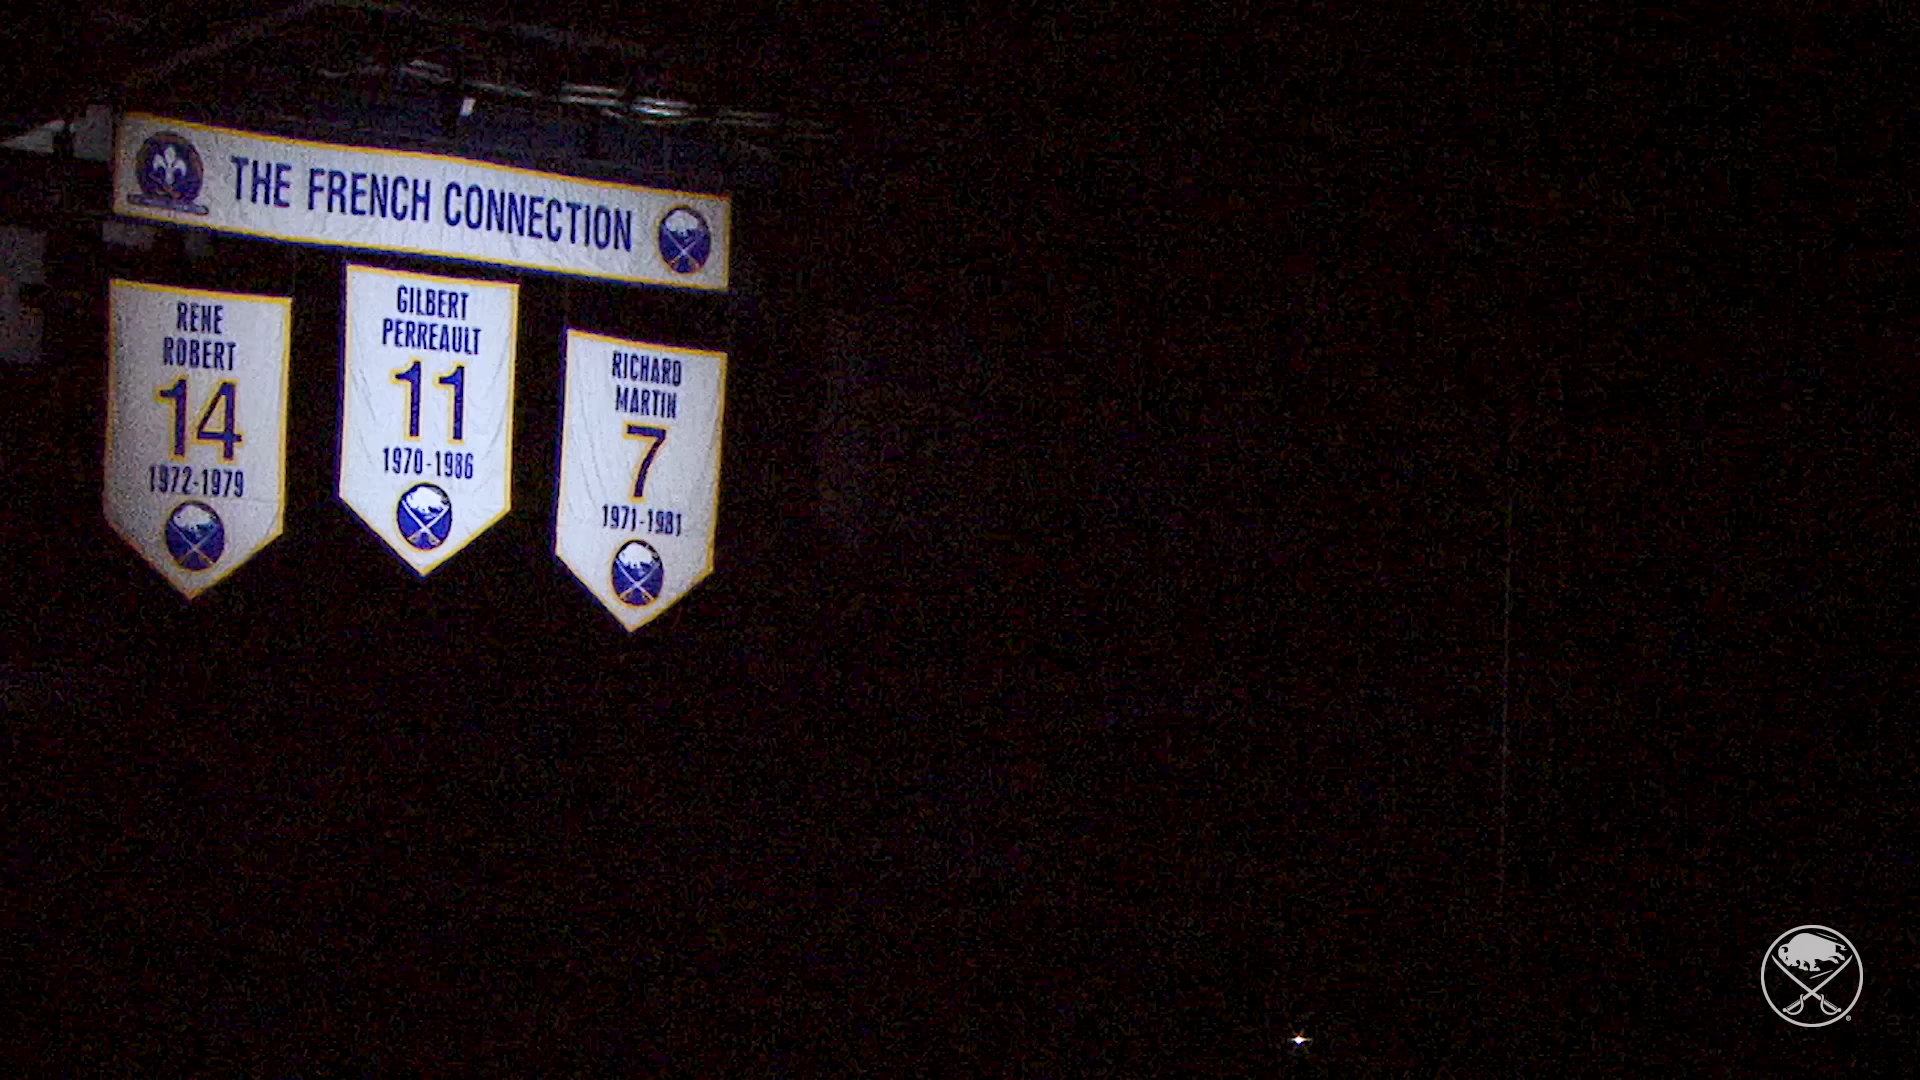 THE FRENCH CONNECTION
RENE
ROBERT
14
1972-1979
GILBERT
PERREAULT
11
1970-1986
RICHARD
MARTIN
7
1971-1981